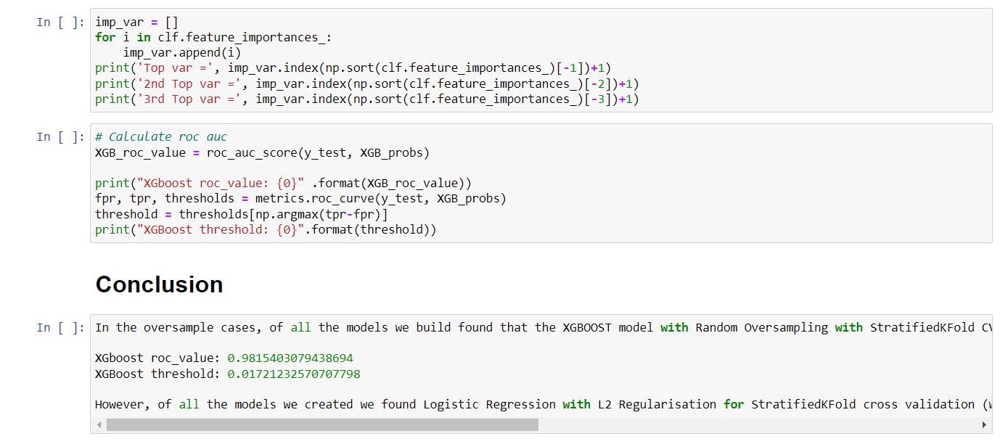 In [ ]: imp_var = []
for i in clf.feature_importances_:
    imp_var.append(i)
print('Top var =', imp_var.index(np.sort(clf.feature_importances_)[-1])+1)
print('2nd Top var =', imp_var.index(np.sort(clf.feature_importances_)[-2])+1)
print('3rd Top var =', imp_var.index(np.sort(clf.feature_importances_)[-3])+1)
In [ ]: # Calculate roc auc
XGB_roc_value = roc_auc_score(y_test, XGB_probs)
print("XGboost roc_value: {0}" .format(XGB_roc_value))
fpr, tpr, thresholds = metrics.roc_curve(y_test, XGB_probs)
threshold = thresholds[np.argmax(tpr-fpr)]
print("XGBoost threshold: {0}".format(threshold))
Conclusion
In [ ]: In the oversample cases, of all the models we build found that the XGBOOST model with Random Oversampling with StratifiedKFold CV
XGboost roc_value: 0.9815403079438694
XGBoost threshold: 0.01721232570707798
However, of all the models we created we found Logistic Regression with L2 Regularisation for StratifiedKFold cross validation (